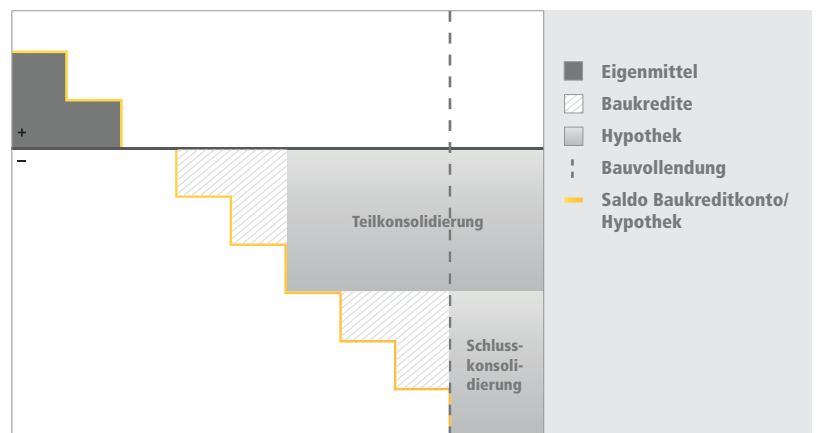 +
–
Teilkonsolidierung
Schluss-
konsoli-
dierung
Eigenmittel
Baukredite
Hypothek
Bauvollendung
Saldo Baukreditkonto/
Hypothek